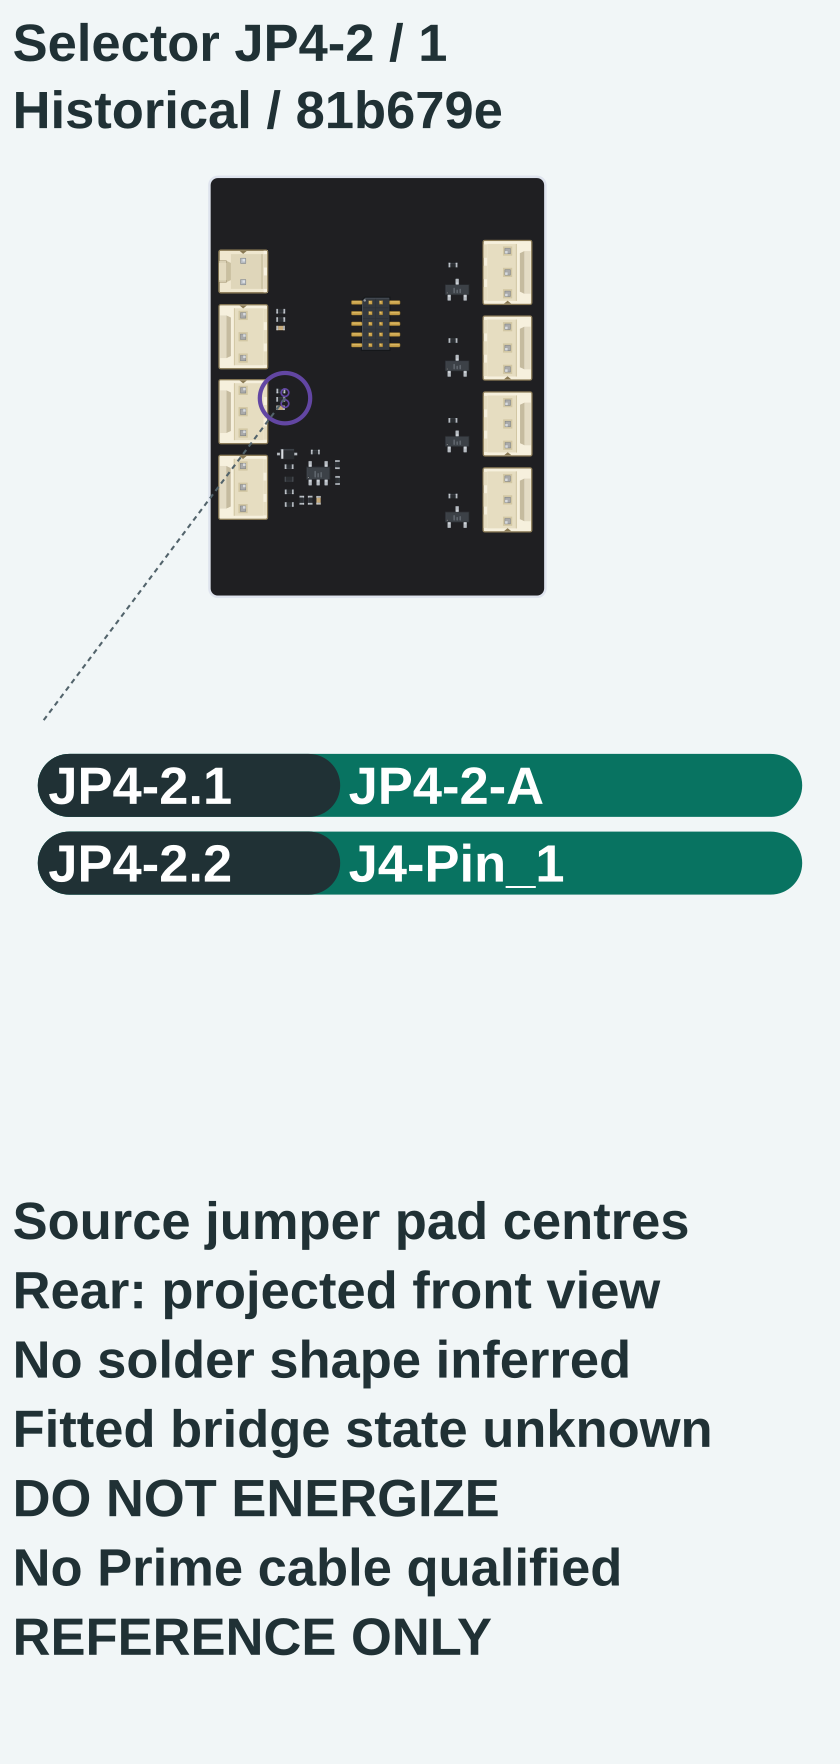 Selector JP4-2 / 1
Historical / 81b679e
JP4-2.1 JP4-2-A
JP4-2.2 J4-Pin_1
Source jumper pad centres
Rear: projected front view
No solder shape inferred
Fitted bridge state unknown
DO NOT ENERGIZE
No Prime cable qualified
REFERENCE ONLY